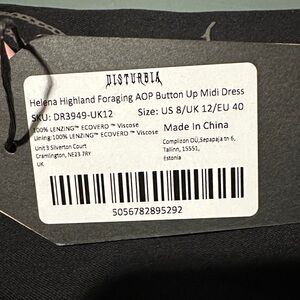 DISTURBIA
Helena Highland Foraging AOP Button Up Midi Dress
SKU: DR3949-UK12 Size: US 8/UK 12/EU 40
100% LENZING™ ECOVERO™ Viscose
Lining: 100% LENZING™ ECOVERO™ Viscose
Unit 3 Silverton Court
Cramlington, NE23 7RY
UK
Made In China
Complizon OÜ,Sepapaja tn 6,
Tallinn, 15551,
Estonia
5056782895292